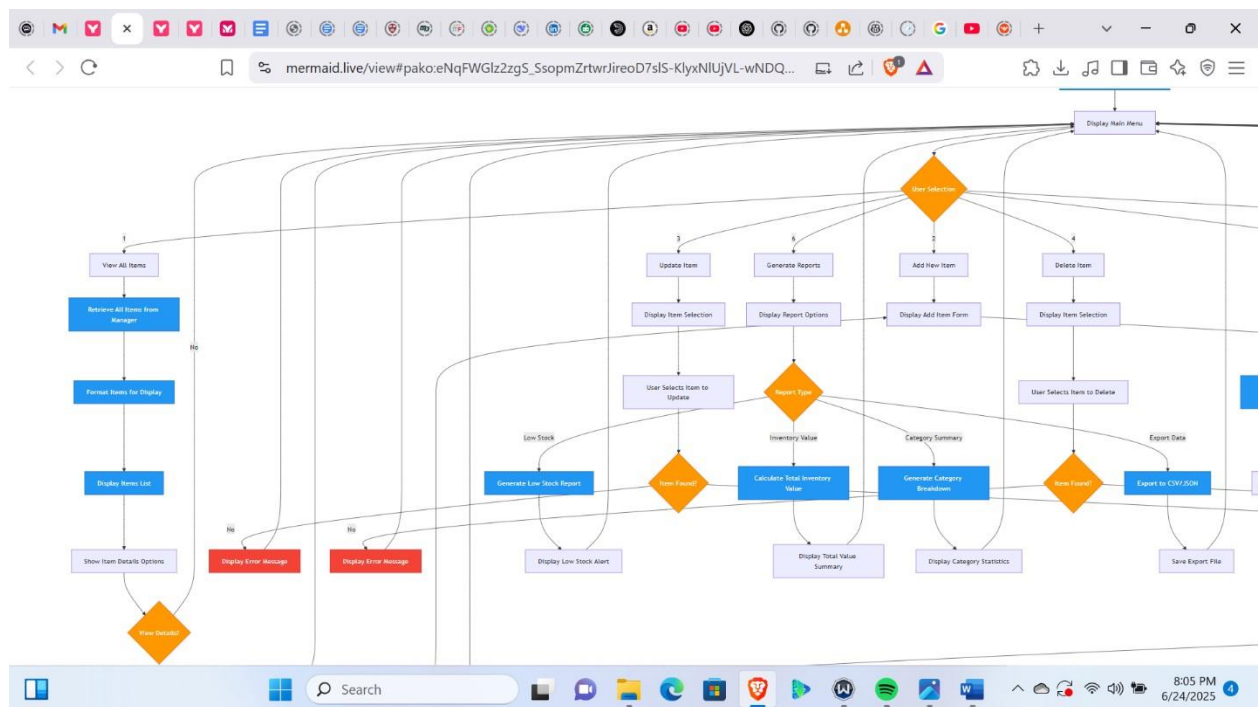 mermaid.live/view#pako:eNqFWGlz2zgS_SsopmZrtwrJireoD7slS-KlyxNlUjVL-wNDQ...
Display Main Menu
User Selection
1
3
6
2
4
View All Items
Update Item
Generate Reports
Add New Item
Delete Item
Retrieve All Items from
Manager
Display Item Selection
Display Report Options
Display Add Item Form
Display Item Selection
No
Format Items for Display
User Selects Item to
Update
Report Type
User Selects Item to Delete
Low Stock
Inventory Value
Category Summary
Export Data
Display Items List
Generate Low Stock Report
Item Found?
Calculate Total Inventory
Value
Generate Category
Breakdown
Item Found?
Export to CSV/JSON
No
No
Show Item Details Options
Display Error Message
Display Error Message
Display Low Stock Alert
Display Total Value
Summary
Display Category Statistics
Save Export File
View Details?
Search
8:05 PM
6/24/2025
4